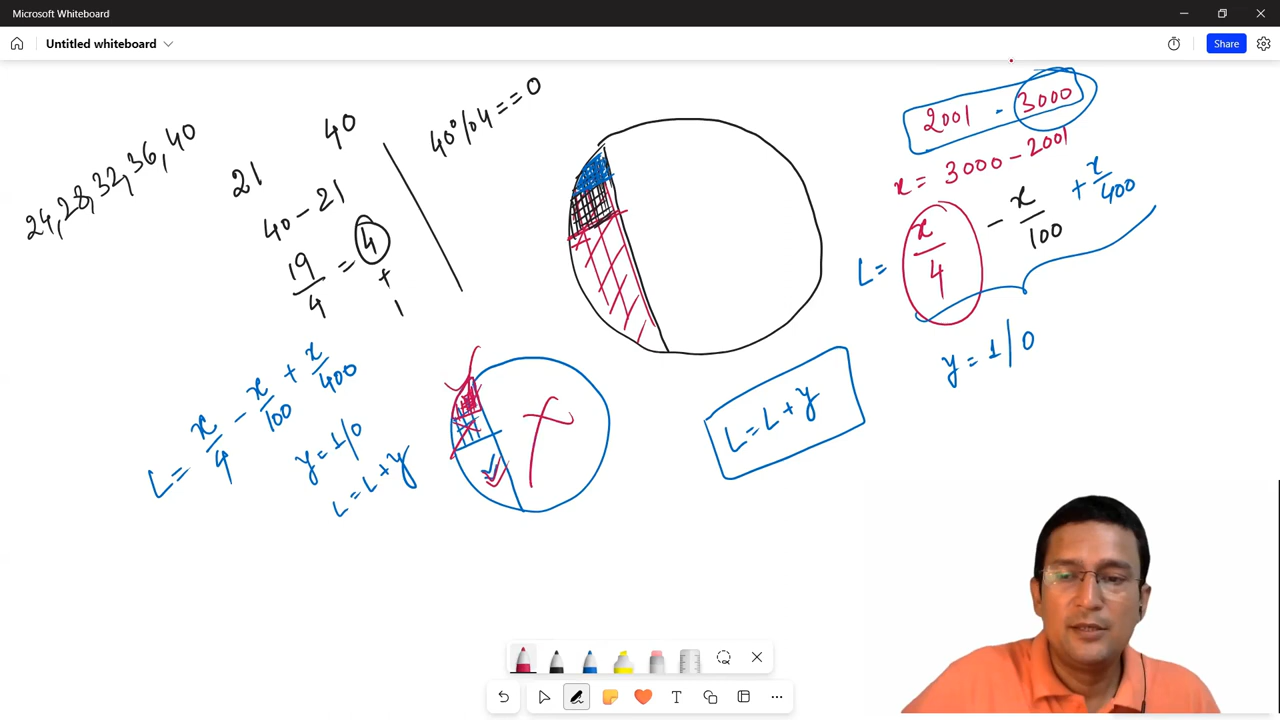 Microsoft Whiteboard
Untitled whiteboard
Share
24, 28, 32, 36, 40
21 40
40 - 21
19/4 = 4
+
1
40%4 == 0
2001 - 3000
x = 3000 - 2001
L = x/4 - x/100 + x/400
y = 1/0
L = L + y
L = x/4 - x/100 + x/400
y = 1/0
L = L + y